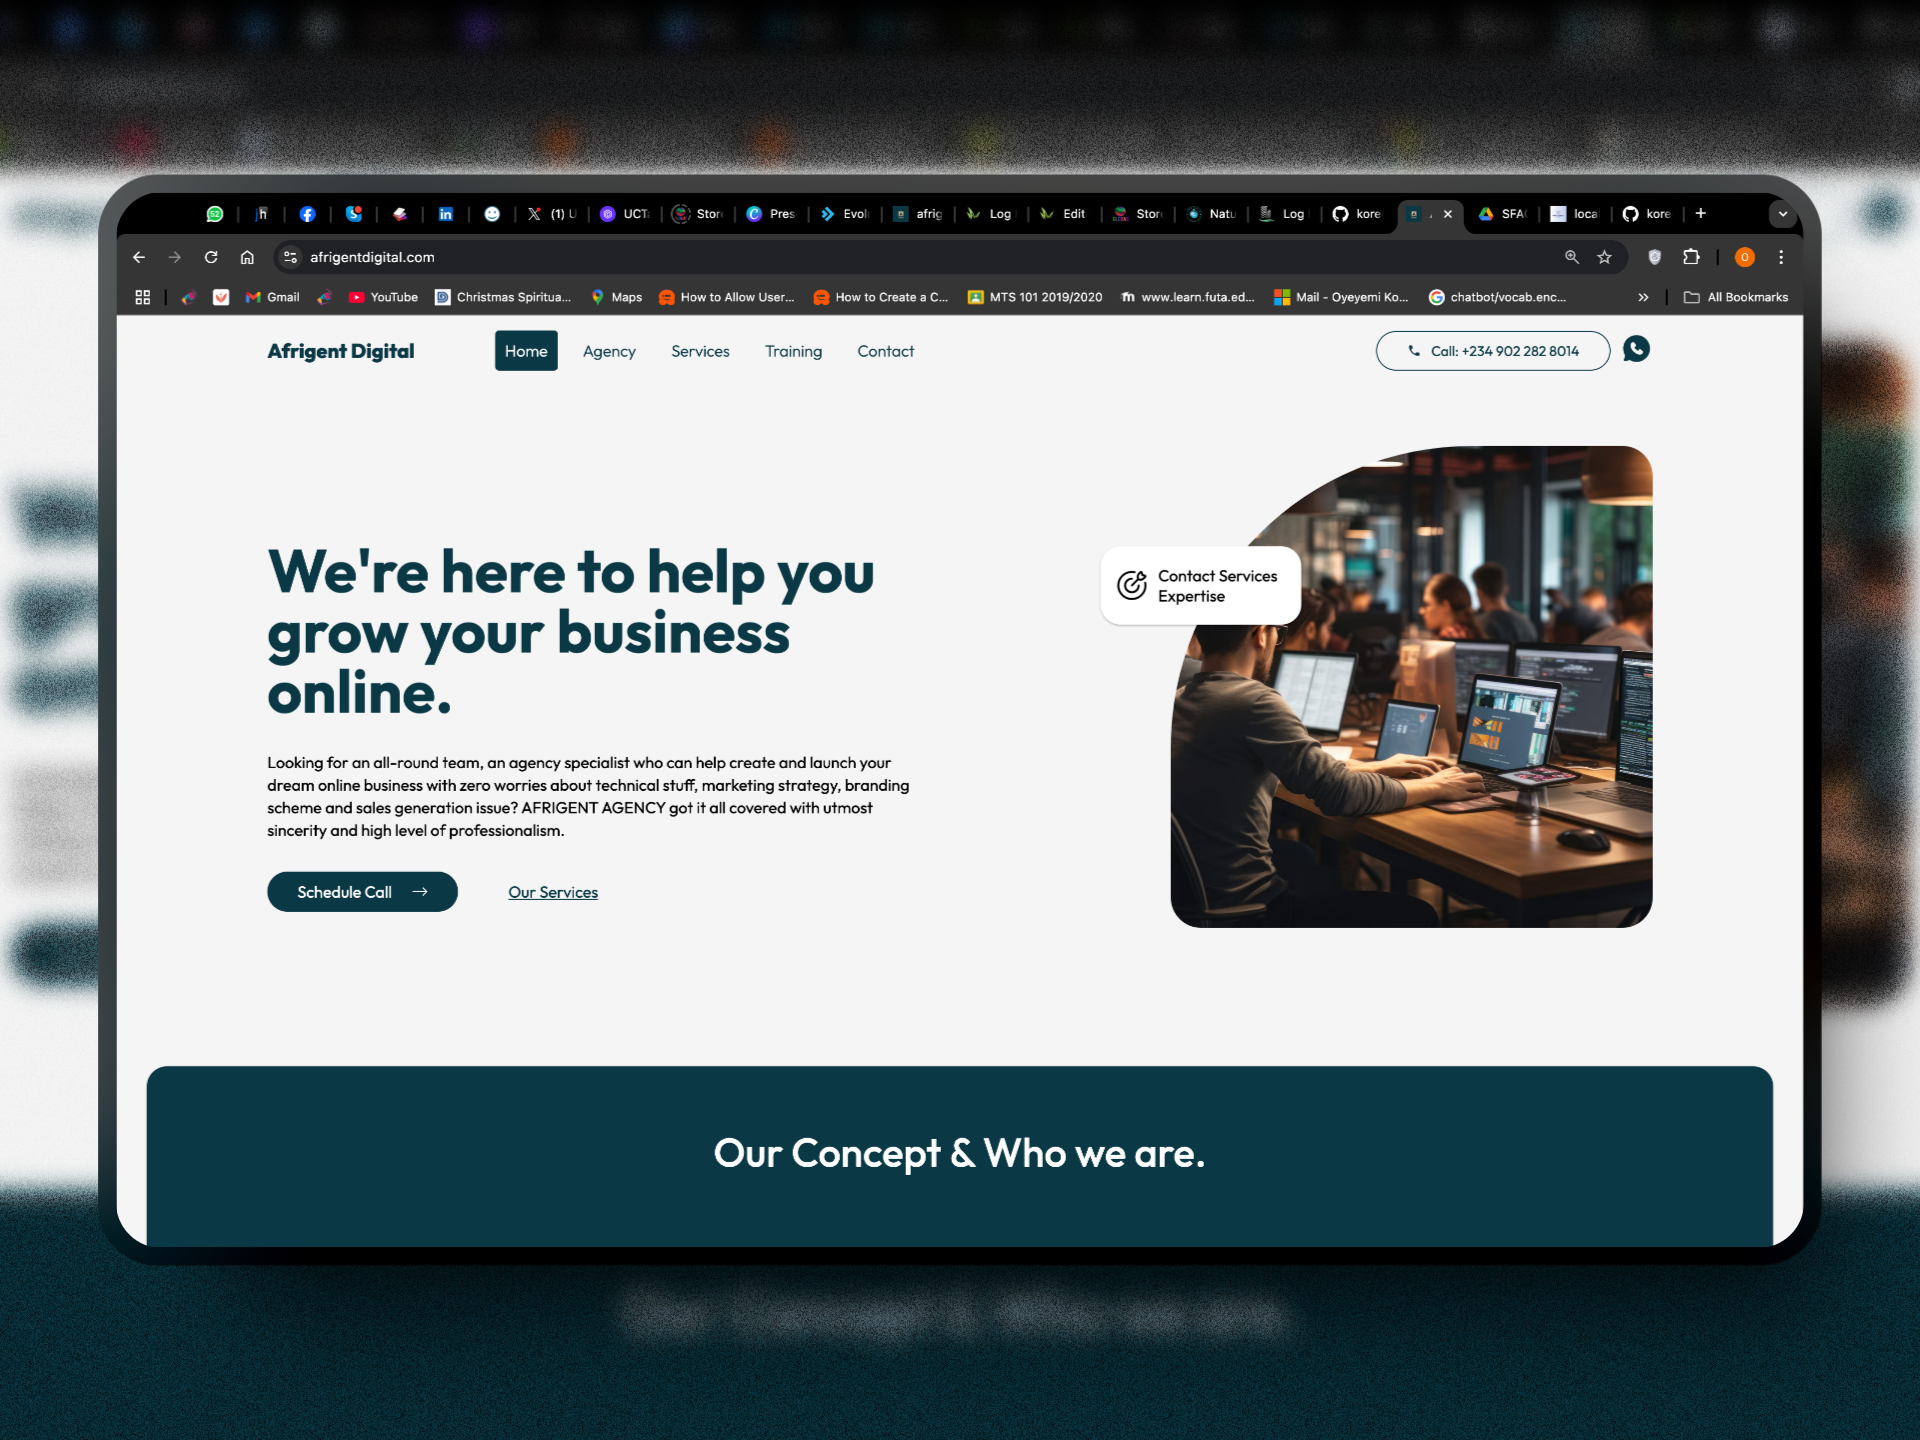 (1) U
UCT
Stor
Pres
Evol
afrig
Log
Edit
Stor
Natu
Log
kore
SFA
loca
kore
afrigentdigital.com
O
Gmail
YouTube
Christmas Spiritua...
Maps
How to Allow User...
How to Create a C...
MTS 101 2019/2020
www.learn.futa.ed...
Mail - Oyeyemi Ko...
chatbot/vocab.enc...
All Bookmarks
Afrigent Digital
Home
Agency
Services
Training
Contact
Call: +234 902 282 8014
We're here to help you
grow your business
online.
Contact Services
Expertise
Looking for an all-round team, an agency specialist who can help create and launch your
dream online business with zero worries about technical stuff, marketing strategy, branding
scheme and sales generation issue? AFRIGENT AGENCY got it all covered with utmost
sincerity and high level of professionalism.
Schedule Call
Our Services
Our Concept & Who we are.